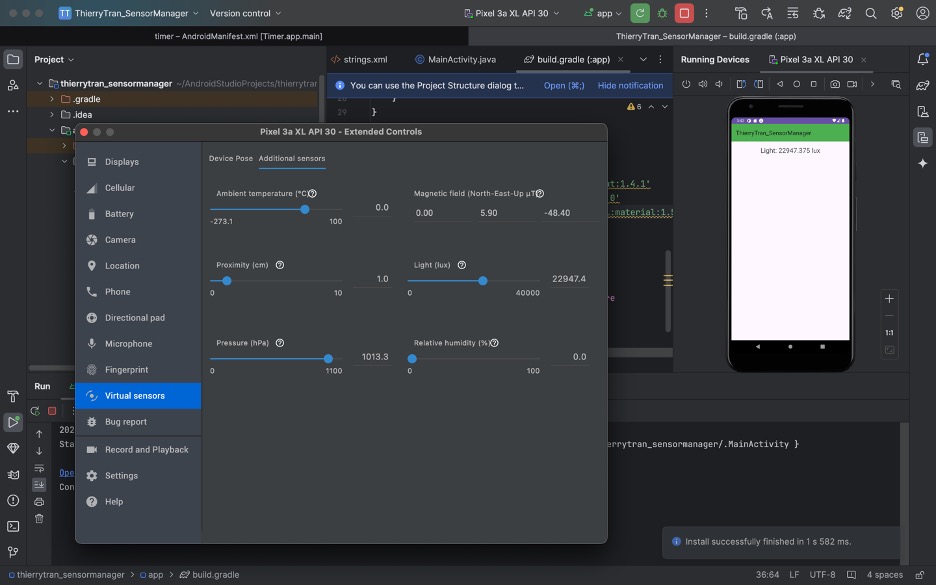 TT ThierryTran_SensorManager Version control Pixel 3a XL API 30 app
timer – AndroidManifest.xml [Timer.app.main] ThierryTran_SensorManager – build.gradle (:app)
Project strings.xml MainActivity.java build.gradle (:app) Running Devices Pixel 3a XL API 30
thierrytran_sensormanager ~/AndroidStudioProjects/thierrytran
You can use the Project Structure dialog t... Open (⌘;) Hide notification
.gradle
}
6
29 }
.idea
Pixel 3a XL API 30 - Extended Controls
ThierryTran_SensorManager
Light: 22947.375 lux
Displays
Cellular
Battery
Camera
Location
Phone
Directional pad
Microphone
Fingerprint
Virtual sensors
Bug report
Record and Playback
Settings
Help
Device Pose Additional sensors
Ambient temperature (°C)
0.0
-273.1 100
Magnetic field (North-East-Up μT)
0.00 5.90 -48.40
Proximity (cm)
1.0
0 10
Light (lux)
22947.4
0 40000
Pressure (hPa)
1013.3
0 1100
Relative humidity (%)
0.0
0 100
nt:1.4.1'
0'
:material:1.5
re
1:1
Run
202
Sta
errytran_sensormanager/.MainActivity }
Ope
Con
Install successfully finished in 1 s 582 ms.
thierrytran_sensormanager app build.gradle 36:64 LF UTF-8 4 spaces